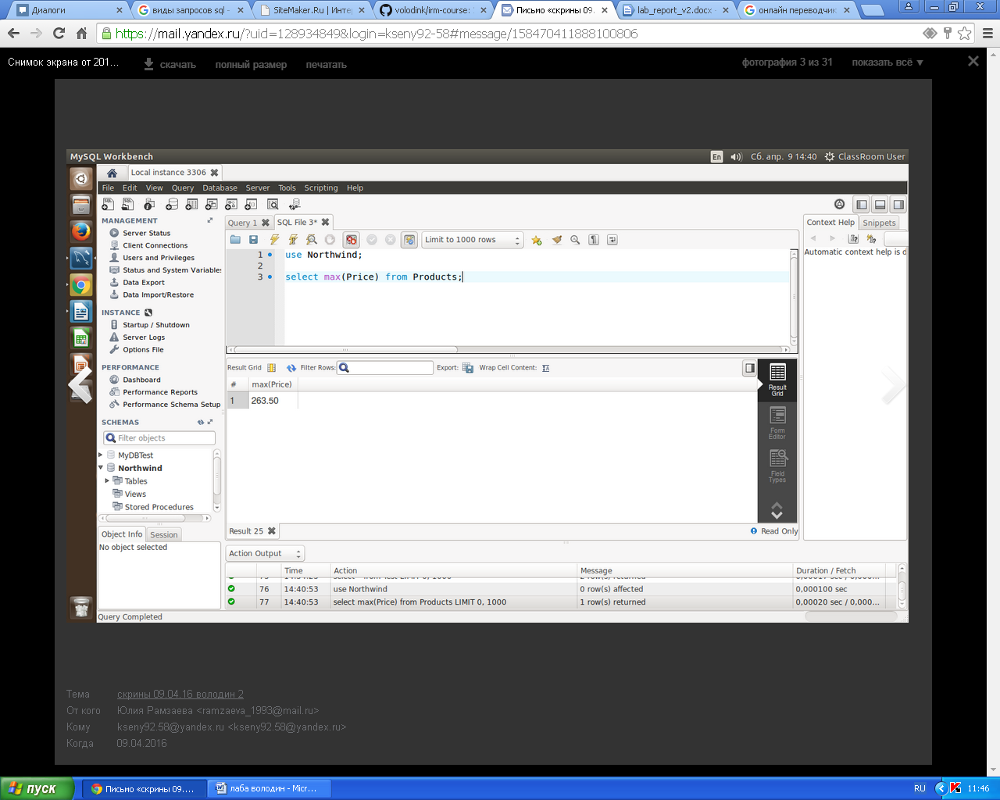 Диалоги
виды запросов sql -
SiteMaker.Ru | Инте
volodink/irm-course:
Письмо «скрины 09.
lab_report_v2.docx
онлайн переводчик
https://mail.yandex.ru/?uid=128934849&login=kseny92-58#message/158470411888100806
Снимок экрана от 201...
скачать
полный размер
печатать
фотография 3 из 31
показать всё
MySQL Workbench
En
Сб. апр. 9 14:40
ClassRoom User
Local instance 3306
File Edit View Query Database Server Tools Scripting Help
MANAGEMENT
Server Status
Client Connections
Users and Privileges
Status and System Variables
Data Export
Data Import/Restore
INSTANCE
Startup / Shutdown
Server Logs
Options File
PERFORMANCE
Dashboard
Performance Reports
Performance Schema Setup
SCHEMAS
Filter objects
MyDBTest
Northwind
Tables
Views
Stored Procedures
Object Info
Session
No object selected
Query 1
SQL File 3*
Limit to 1000 rows
1 use Northwind;
2
3 select max(Price) from Products;
Result Grid
Filter Rows:
Export:
Wrap Cell Content:
# max(Price)
1 263.50
Result Grid
Form Editor
Field Types
Result 25
Read Only
Context Help
Snippets
Automatic context help is d
Action Output
Time Action Message Duration / Fetch
76 14:40:53 use Northwind 0 row(s) affected 0,000100 sec
77 14:40:53 select max(Price) from Products LIMIT 0, 1000 1 row(s) returned 0,00020 sec / 0,000...
Query Completed
Тема скрины 09.04.16 володин 2
От кого Юлия Рамзаева <ramzaeva_1993@mail.ru>
Кому kseny92.58@yandex.ru <kseny92.58@yandex.ru>
Когда 09.04.2016
пуск
Письмо «скрины 09....
лаба володин - Micr...
RU
11:46